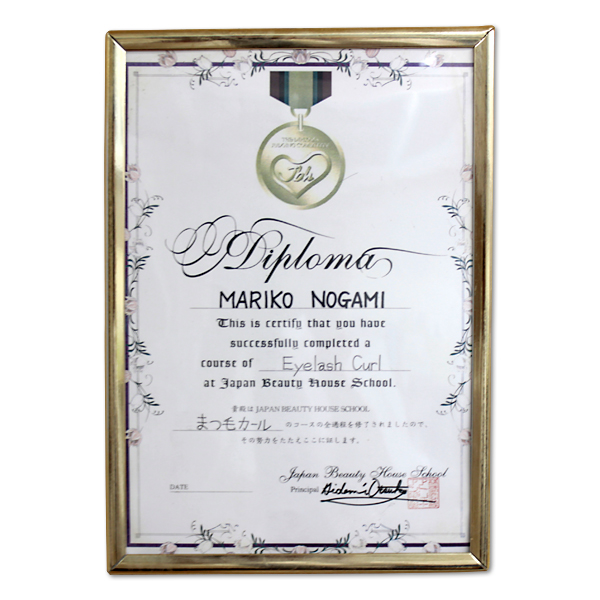 Jbh
Diploma
MARIKO NOGAMI
This is certify that you have
successfully completed a
course of Eyelash Curl
at Japan Beauty House School.
貴殿は JAPAN BEAUTY HOUSE SCHOOL
まつ毛カール のコースの全過程を修了されましたので、
その努力をたたえここに証します。
Japan Beauty House School
DATE
Principal